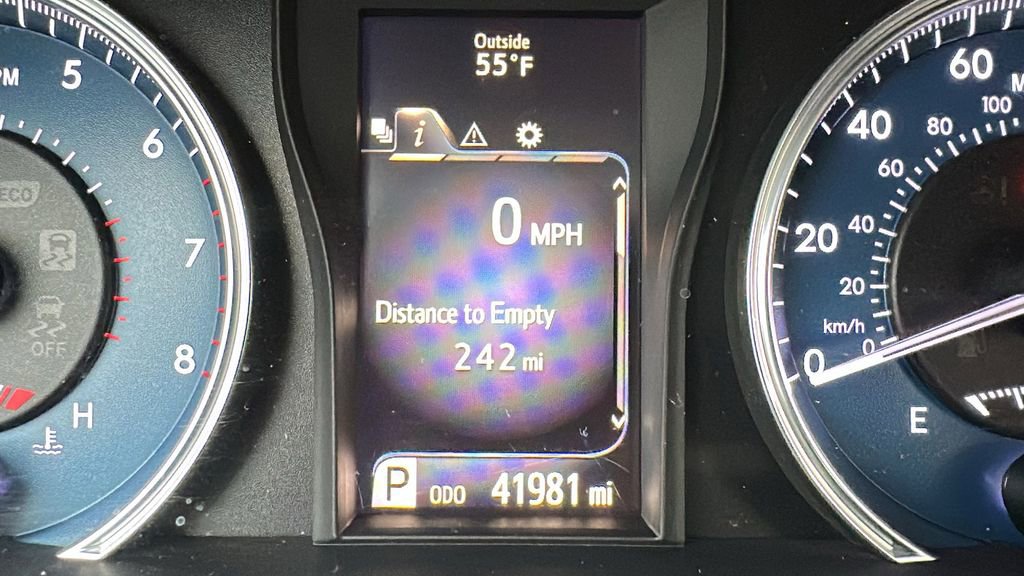 PM
5
6
7
8
ECO
OFF
H
Outside
55°F
i
0 MPH
Distance to Empty
242 mi
P ODO 41981 mi
60
M
100
40
80
60
20
40
20
km/h
0
0
E